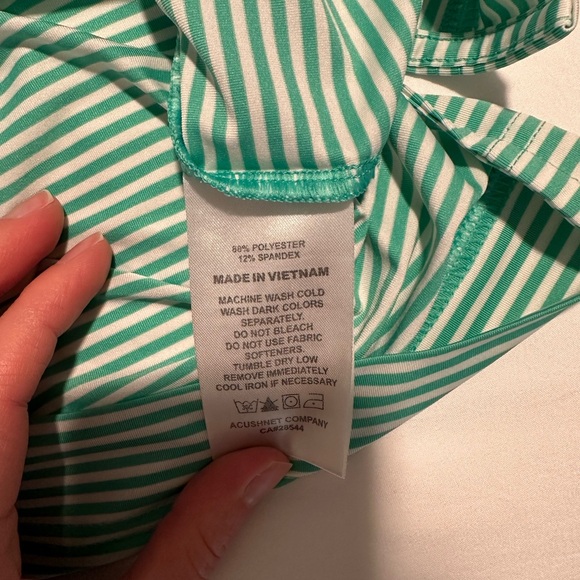 88% POLYESTER
12% SPANDEX
MADE IN VIETNAM
MACHINE WASH COLD
WASH DARK COLORS
SEPARATELY.
DO NOT BLEACH
DO NOT USE FABRIC
SOFTENERS.
TUMBLE DRY LOW
REMOVE IMMEDIATELY
COOL IRON IF NECESSARY
ACUSHNET COMPANY
CA#28544